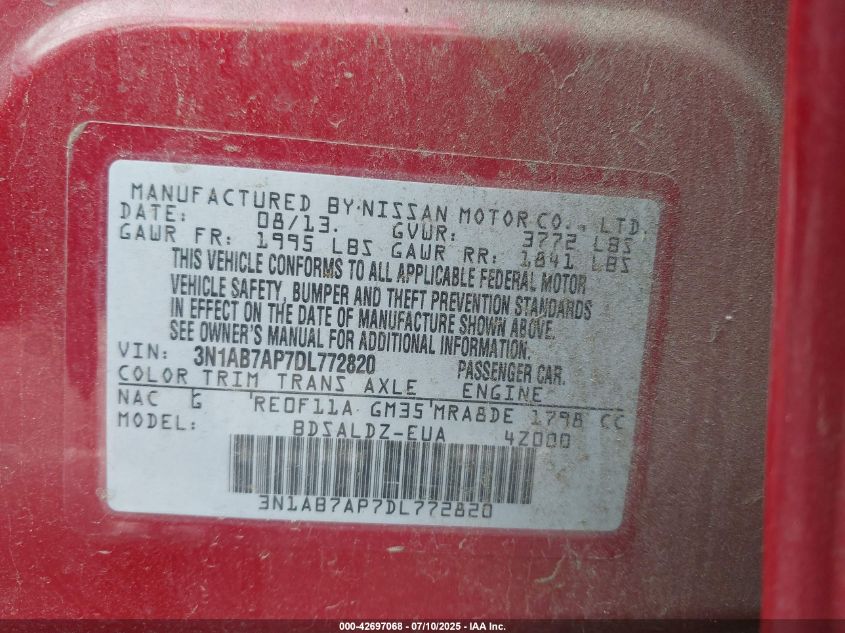 MANUFACTURED BY NISSAN MOTOR CO., LTD.
DATE: 08/13. GVWR: 3772 LBS
GAWR FR: 1995 LBS GAWR RR: 1841 LBS
THIS VEHICLE CONFORMS TO ALL APPLICABLE FEDERAL MOTOR
VEHICLE SAFETY, BUMPER AND THEFT PREVENTION STANDARDS
IN EFFECT ON THE DATE OF MANUFACTURE SHOWN ABOVE.
SEE OWNER'S MANUAL FOR ADDITIONAL INFORMATION.
VIN: 3N1AB7AP7DL772820 PASSENGER CAR.
COLOR TRIM TRANS AXLE ENGINE
NAC G RE0F11A GM35 MRA8DE 1798 CC
MODEL: BDSALDZ-EUA 4Z000
3N1AB7AP7DL772820
000-42697068 - 07/10/2025 - IAA Inc.